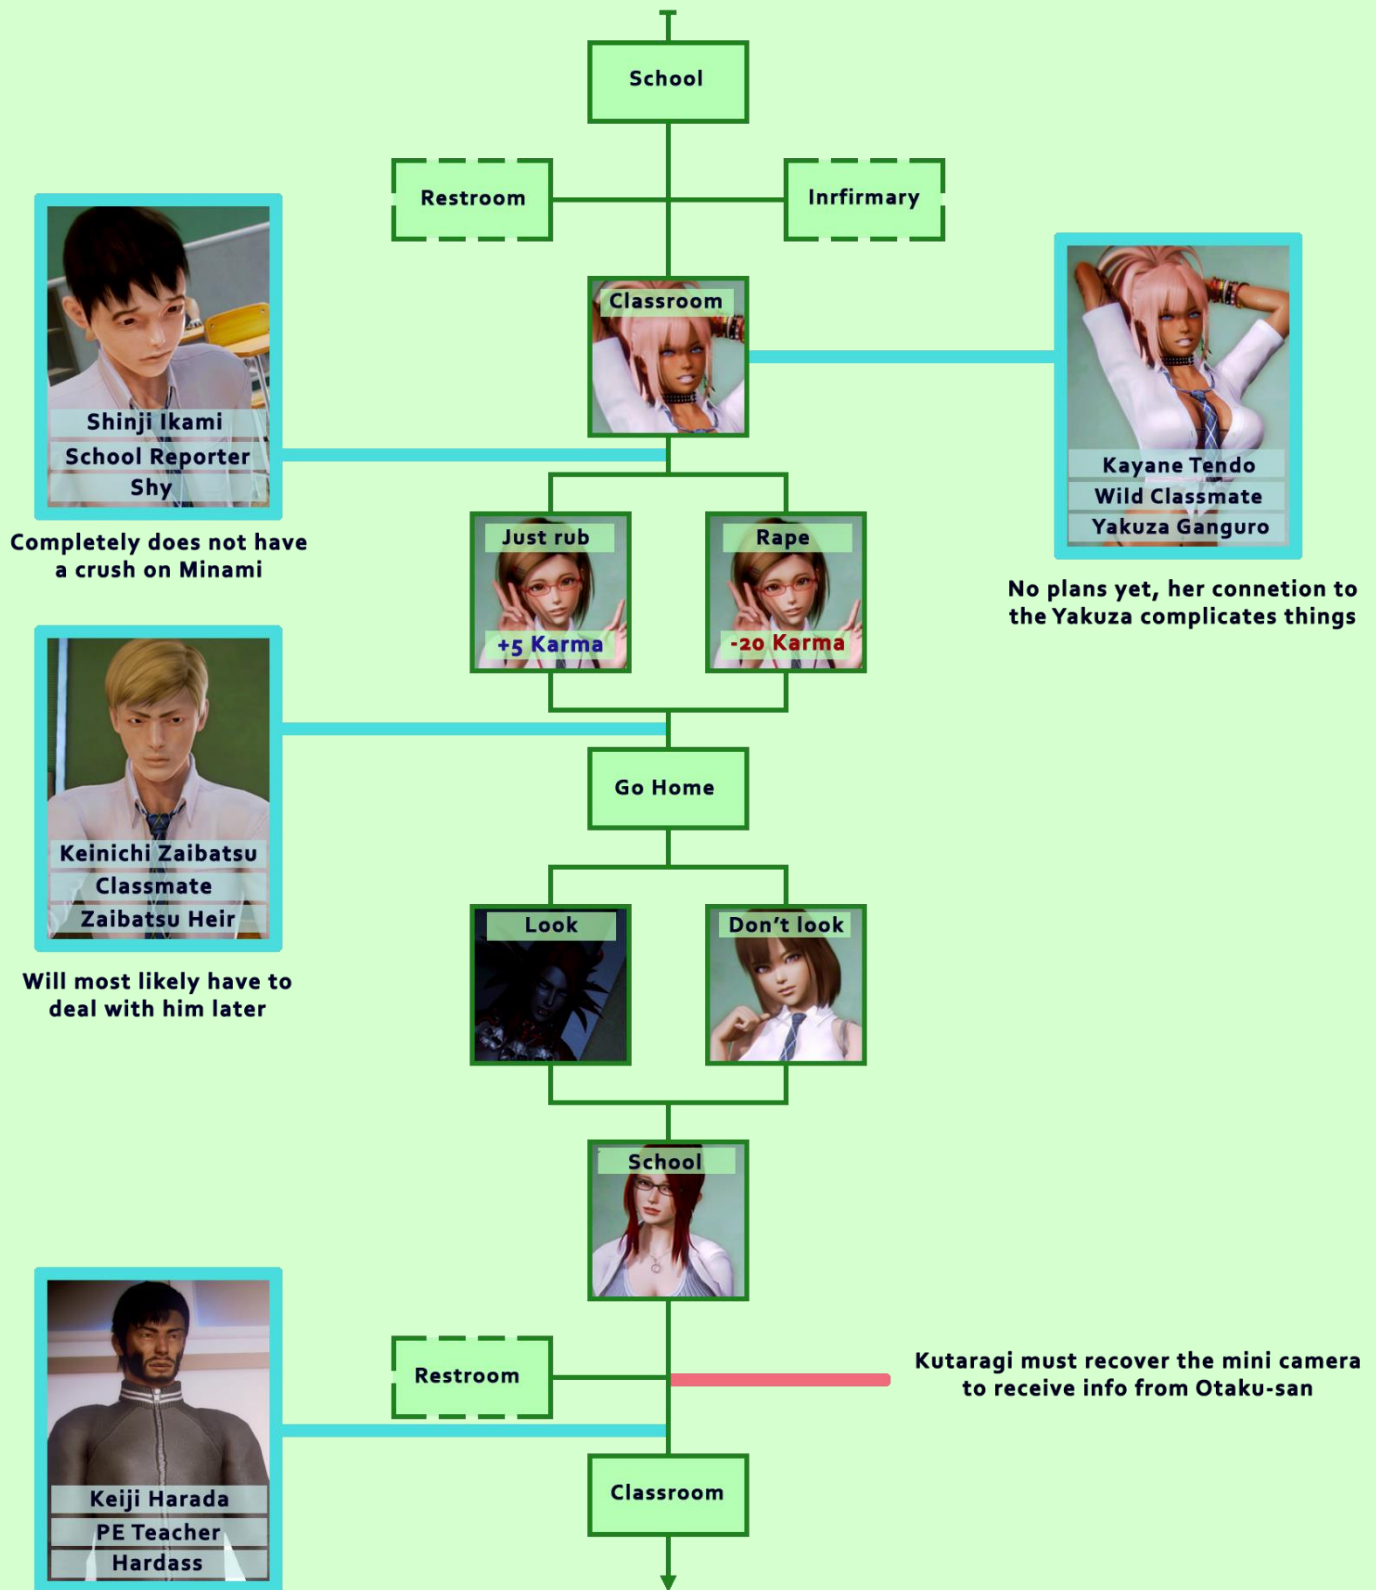 School
Restroom
Inrfirmary
Classroom
Shinji Ikami
School Reporter
Shy
Completely does not have
a crush on Minami
Kayane Tendo
Wild Classmate
Yakuza Ganguro
No plans yet, her connetion to
the Yakuza complicates things
Just rub
+5 Karma
Rape
-20 Karma
Keinichi Zaibatsu
Classmate
Zaibatsu Heir
Will most likely have to
deal with him later
Go Home
Look
Don't look
School
Restroom
Kutaragi must recover the mini camera
to receive info from Otaku-san
Keiji Harada
PE Teacher
Hardass
Classroom